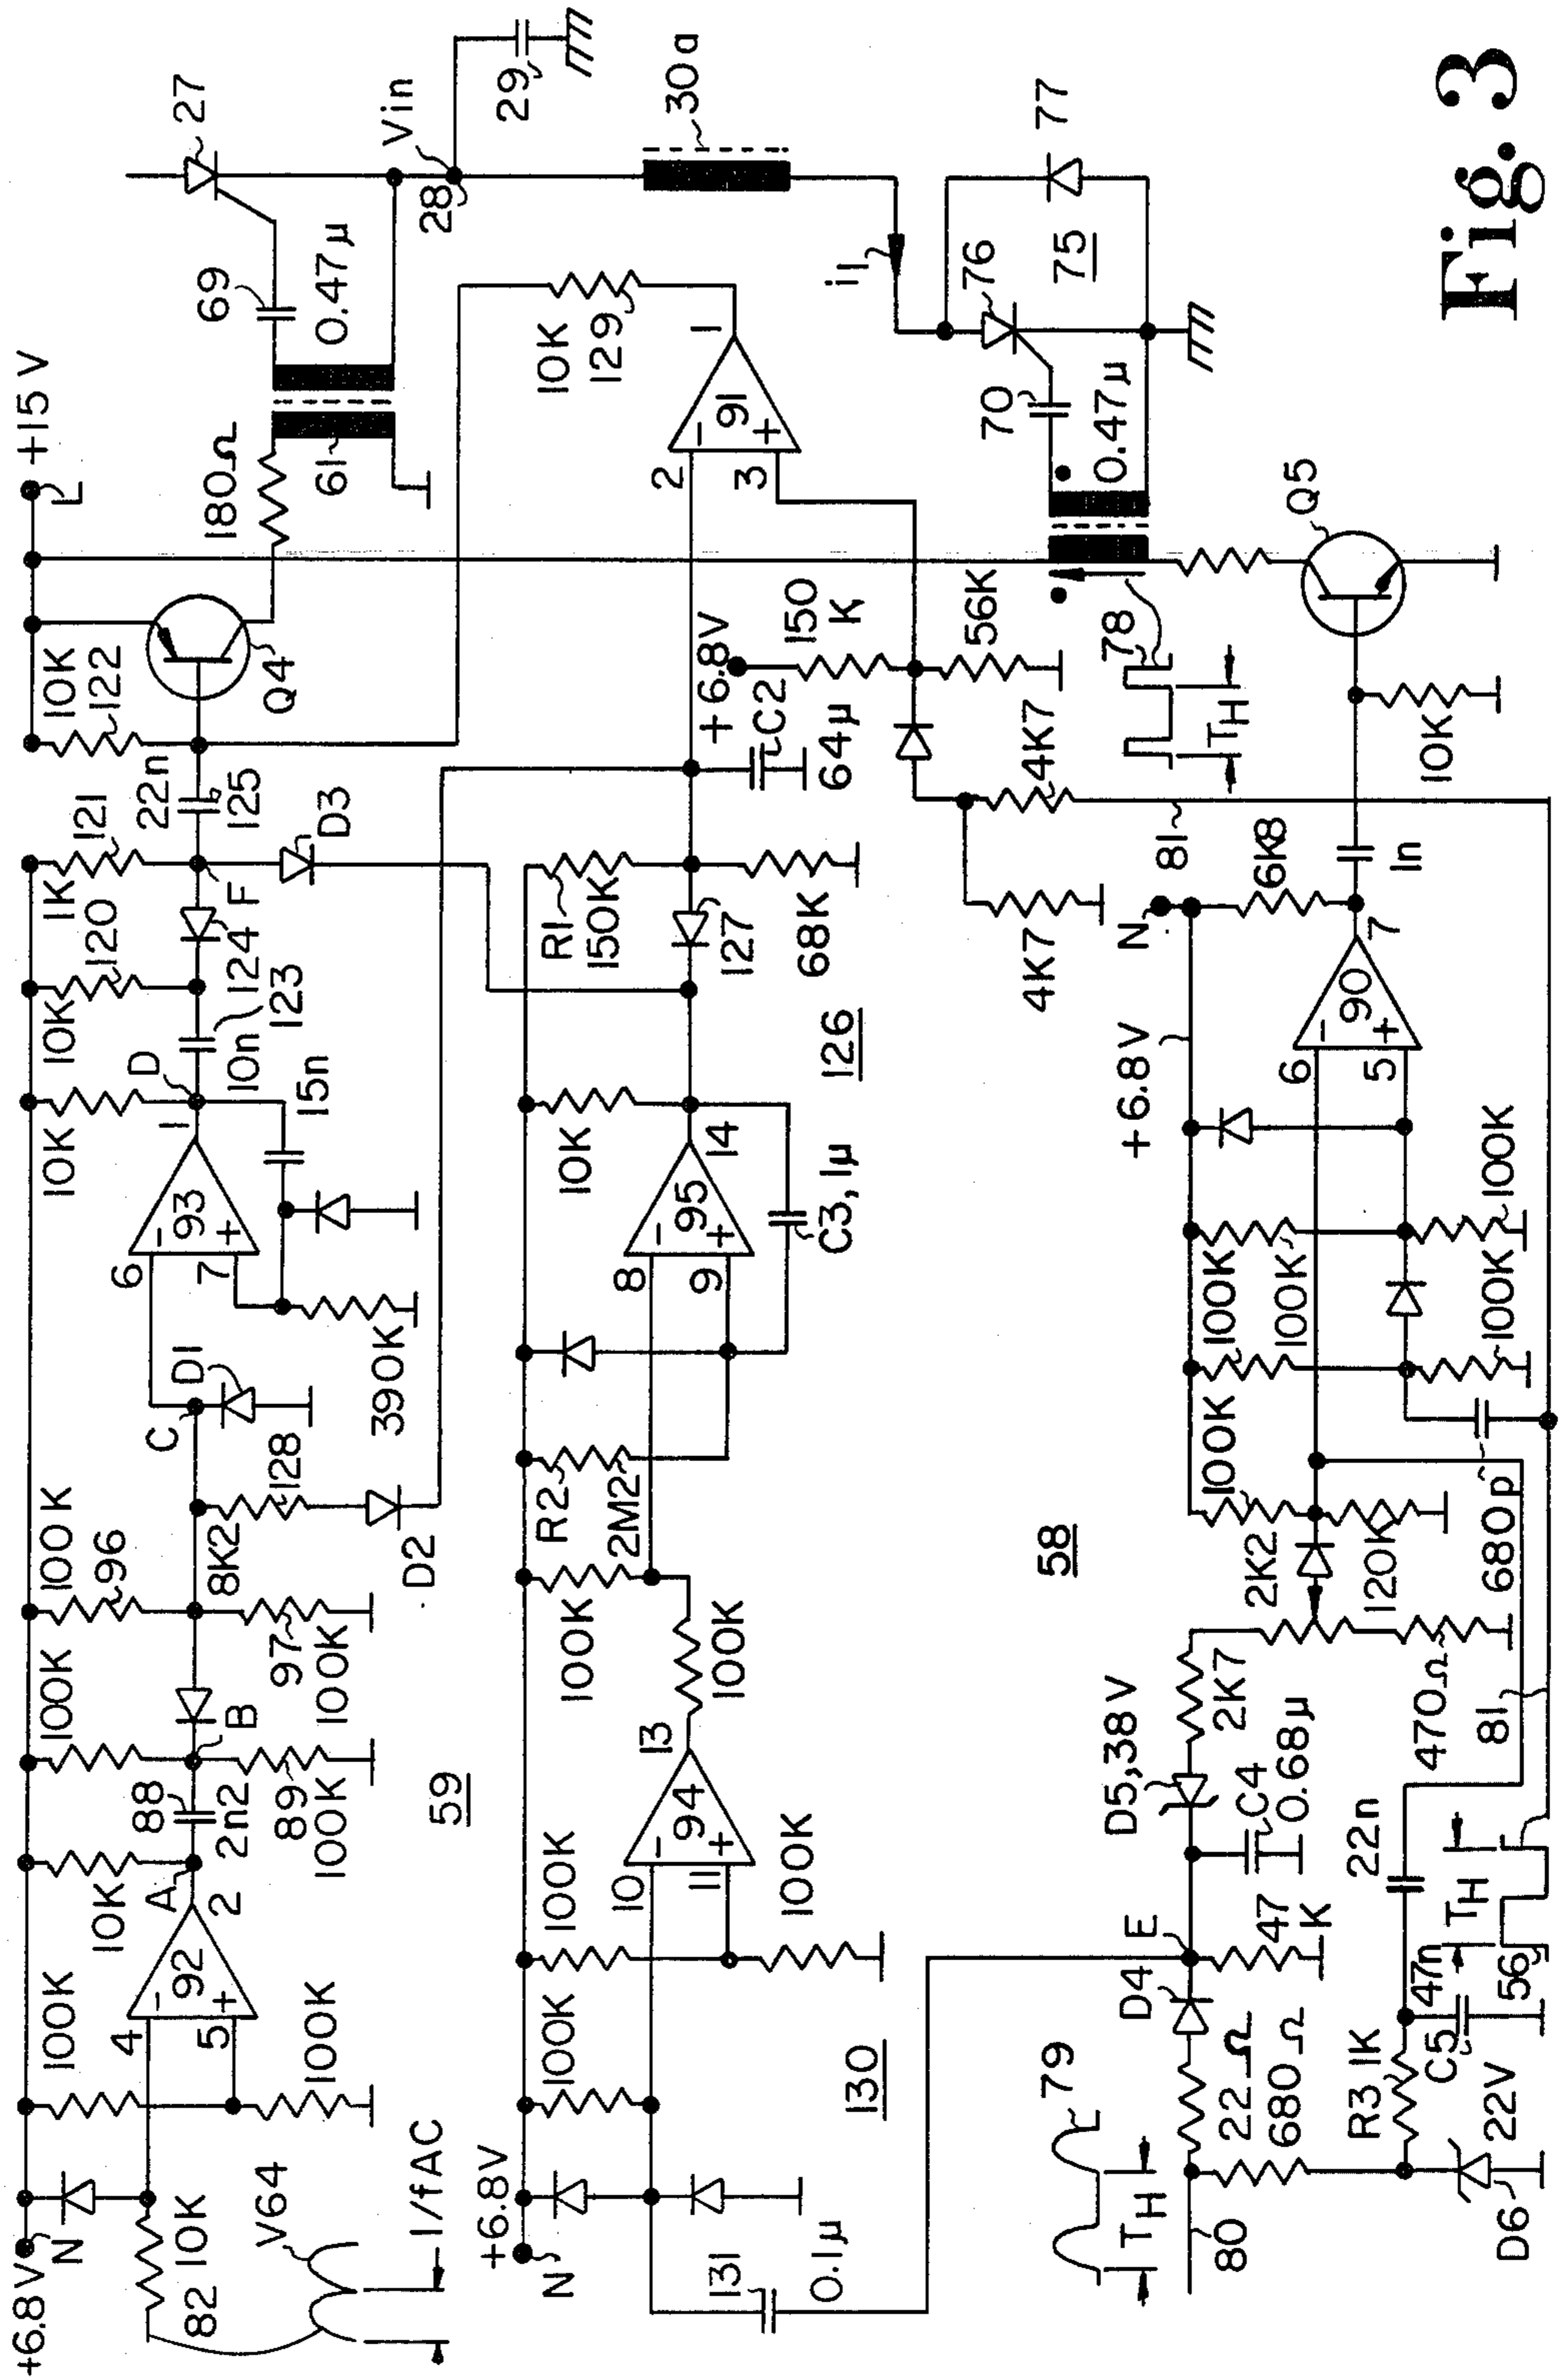 +15 V
L
27
69
0.47μ
Vin
28
29
30a
180Ω
61
10K
122
Q4
22n
125
1K
121
D3
F
10K
120
124
10n
123
D
10K
1
15n
93
-
+
6
7
390K
D1
C
128
8K2
D2
100K
96
97
100K
100K
B
88
2n2
89
100K
10K
A
2
92
-
+
4
5
100K
100K
+6.8V
N
10K
82
V64
1/fAC
59
10K
129
1
91
-
+
2
3
+6.8V
C2
64μ
150
K
56K
4K7
4K7
R1
150K
127
68K
126
10K
14
95
-
+
8
9
C3,1μ
R2
2M2
100K
100K
13
94
-
+
10
11
100K
100K
100K
+6.8V
N
130
131
0.1μ
i1
76
75
77
70
0.47μ
78
TH
Q5
10K
81
1n
6K8
N
7
90
-
+
6
5
+6.8V
100K
100K
100K
100K
100K
2K2
120K
680p
58
D5,38V
2K7
470Ω
81
C4
0.68μ
22n
TH
E
47
K
D4
47n
56
C5
22Ω
680Ω
R3 1K
22V
D6
79
TH
80
Fig. 3